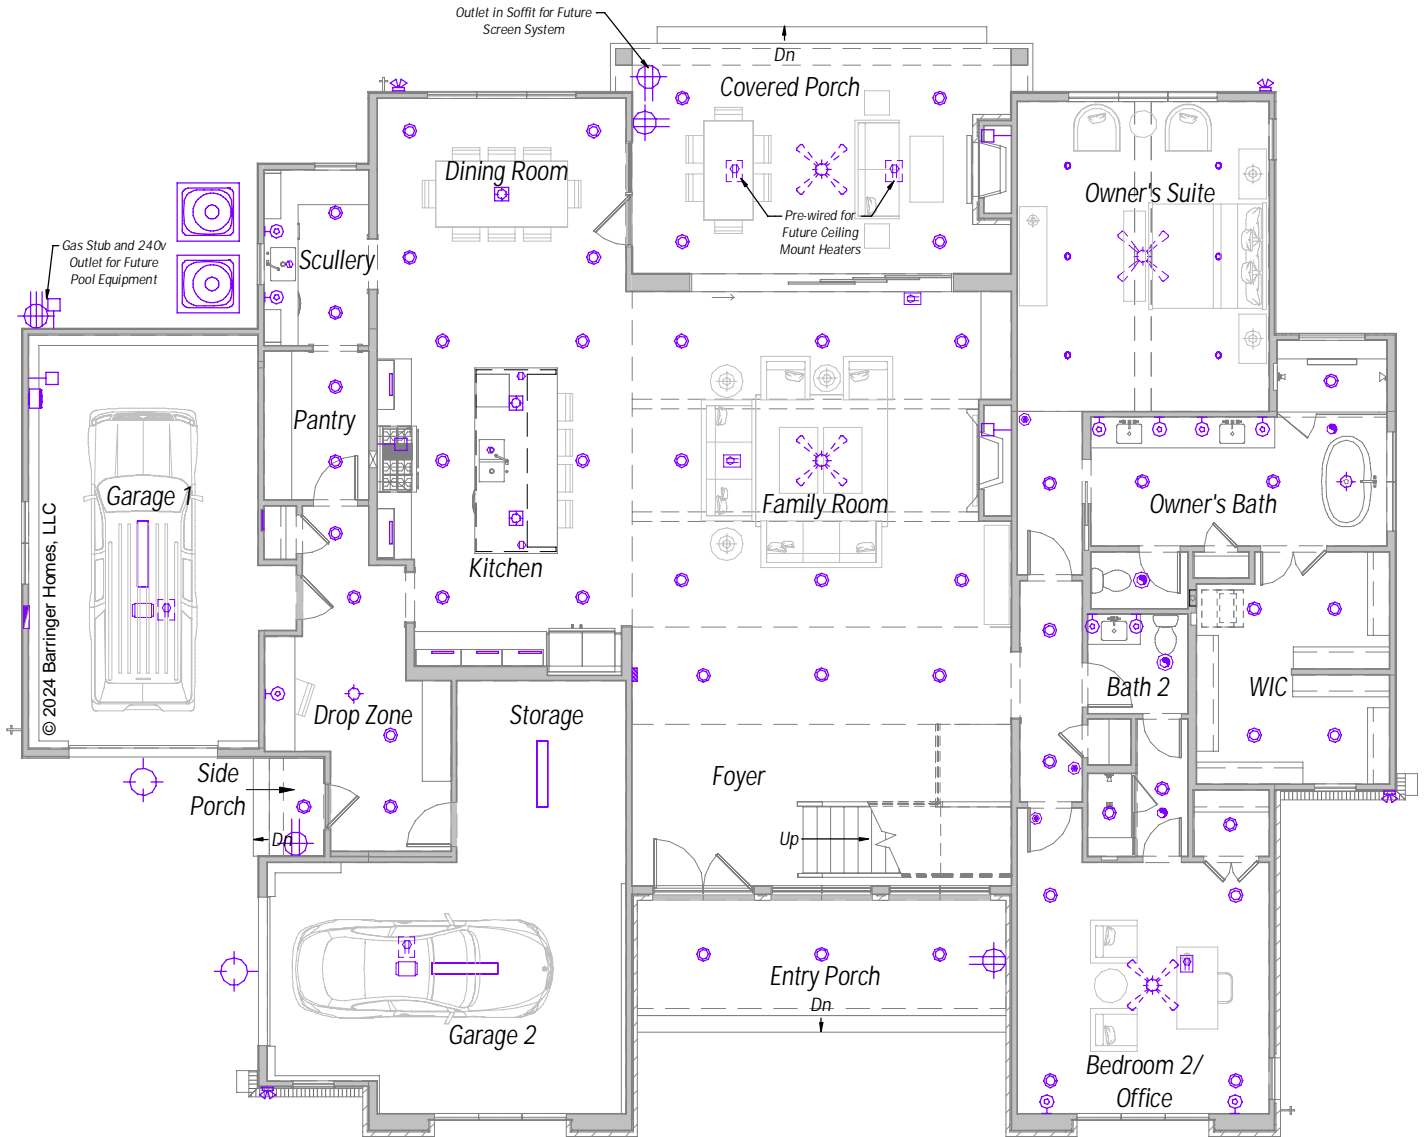 Outlet in Soffit for Future
Screen System
Dn
Covered Porch
Dining Room
Owner's Suite
Pre-wired for
Future Ceiling
Mount Heaters
Gas Stub and 240v
Outlet for Future
Pool Equipment
Scullery
Pantry
Garage 1
Kitchen
Family Room
Owner's Bath
© 2024 Barringer Homes, LLC
Drop Zone
Storage
Bath 2
WIC
Side
Porch
Foyer
Dn
Up
Entry Porch
Dn
Garage 2
Bedroom 2/
Office